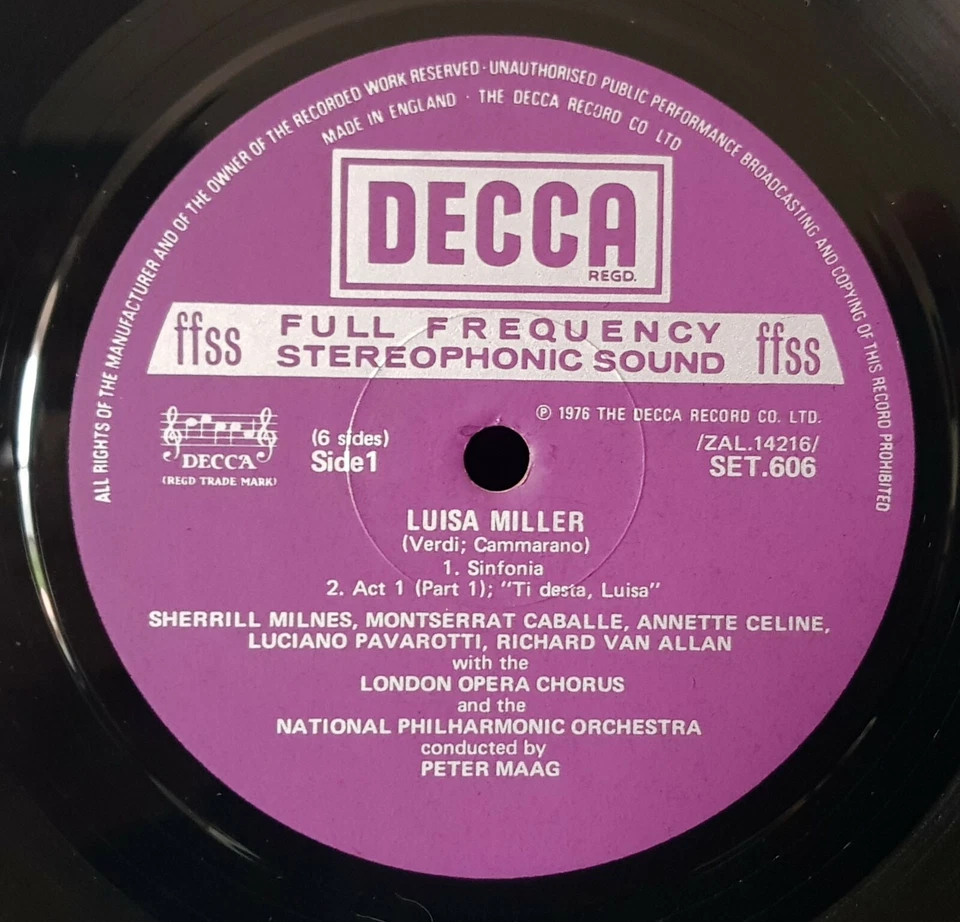 ALL RIGHTS OF THE MANUFACTURER AND OF THE OWNER OF THE RECORDED WORK RESERVED · UNAUTHORISED PUBLIC PERFORMANCE BROADCASTING AND COPYING OF THIS RECORD PROHIBITED
MADE IN ENGLAND · THE DECCA RECORD CO LTD
DECCA
REGD.
ffss FULL FREQUENCY STEREOPHONIC SOUND ffss
℗ 1976 THE DECCA RECORD CO. LTD.
DECCA
(REGD TRADE MARK)
(6 sides)
Side1
/ZAL.14216/
SET.606
LUISA MILLER
(Verdi; Cammarano)
1. Sinfonia
2. Act 1 (Part 1); "Ti desta, Luisa"
SHERRILL MILNES, MONTSERRAT CABALLE, ANNETTE CELINE,
LUCIANO PAVAROTTI, RICHARD VAN ALLAN
with the
LONDON OPERA CHORUS
and the
NATIONAL PHILHARMONIC ORCHESTRA
conducted by
PETER MAAG